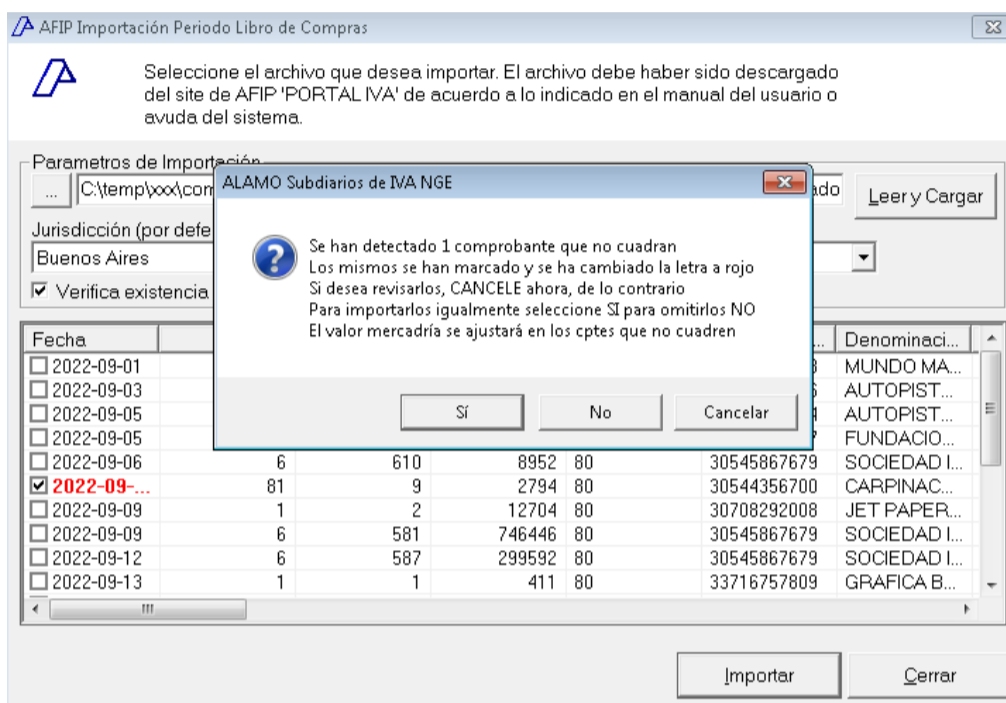 AFIP Importación Periodo Libro de Compras
Seleccione el archivo que desea importar. El archivo debe haber sido descargado
del site de AFIP 'PORTAL IVA' de acuerdo a lo indicado en el manual del usuario o
avuda del sistema.
Parametros de Importación
... C:\temp\xxx\com
Leer y Cargar
Jurisdicción (por defe
Buenos Aires
Verifica existencia
ALAMO Subdiarios de IVA NGE
Se han detectado 1 comprobante que no cuadran
Los mismos se han marcado y se ha cambiado la letra a rojo
Si desea revisarlos, CANCELE ahora, de lo contrario
Para importarlos igualmente seleccione SI para omitirlos NO
El valor mercadría se ajustará en los cptes que no cuadren
Sí No Cancelar
Fecha Denominaci...
2022-09-01 MUNDO MA...
2022-09-03 AUTOPIST...
2022-09-05 AUTOPIST...
2022-09-05 FUNDACIO...
2022-09-06 6 610 8952 80 30545867679 SOCIEDAD I...
2022-09-... 81 9 2794 80 30544356700 CARPINAC...
2022-09-09 1 2 12704 80 30708292008 JET PAPER...
2022-09-09 6 581 746446 80 30545867679 SOCIEDAD I...
2022-09-12 6 587 299592 80 30545867679 SOCIEDAD I...
2022-09-13 1 1 411 80 33716757809 GRAFICA B...
Importar Cerrar